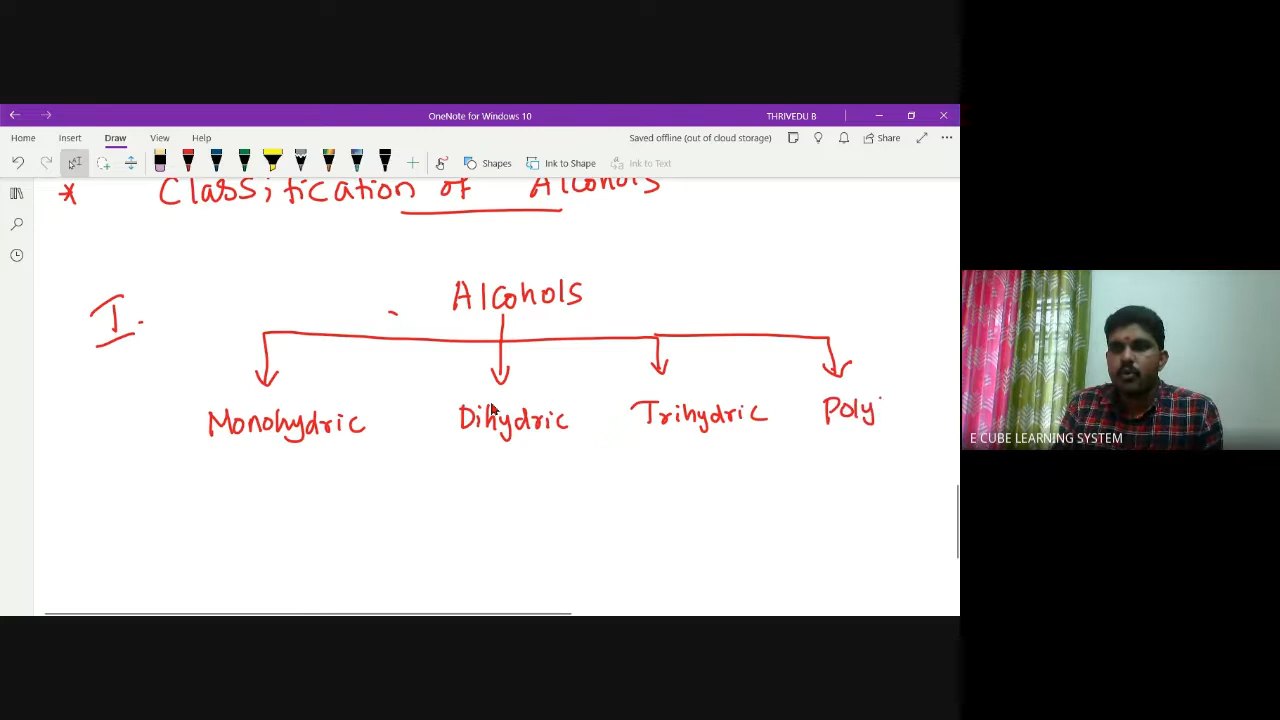 OneNote for Windows 10
THRIVEDU B
Home Insert Draw View Help
Saved offline (out of cloud storage)
Share
Shapes
Ink to Shape
Ink to Text
* Classification of Alcohols
I.
Alcohols
Monohydric Dihydric Trihydric Poly
E CUBE LEARNING SYSTEM